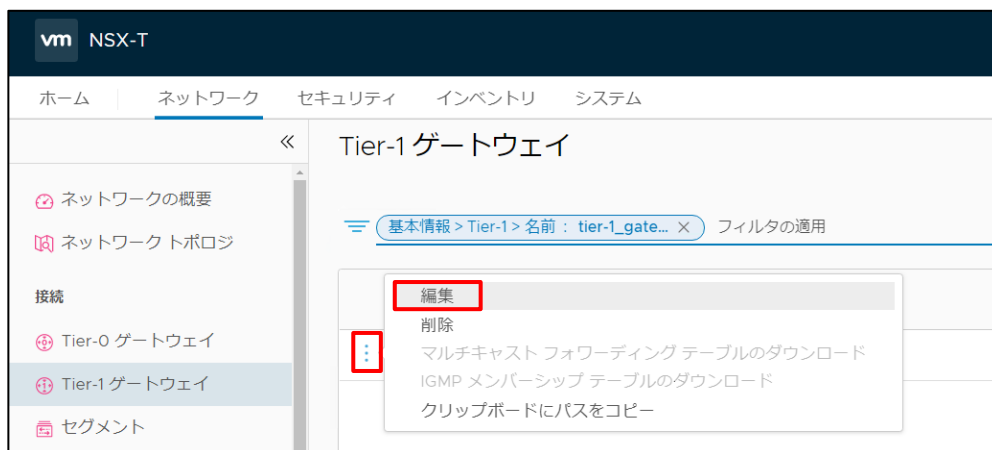 vm NSX-T
ホーム ネットワーク セキュリティ インベントリ システム
Tier-1 ゲートウェイ
ネットワークの概要
基本情報 > Tier-1 > 名前 : tier-1_gate... × フィルタの適用
ネットワーク トポロジ
接続
Tier-0 ゲートウェイ
Tier-1 ゲートウェイ
セグメント
編集
削除
マルチキャスト フォワーディング テーブルのダウンロード
IGMP メンバーシップ テーブルのダウンロード
クリップボードにパスをコピー